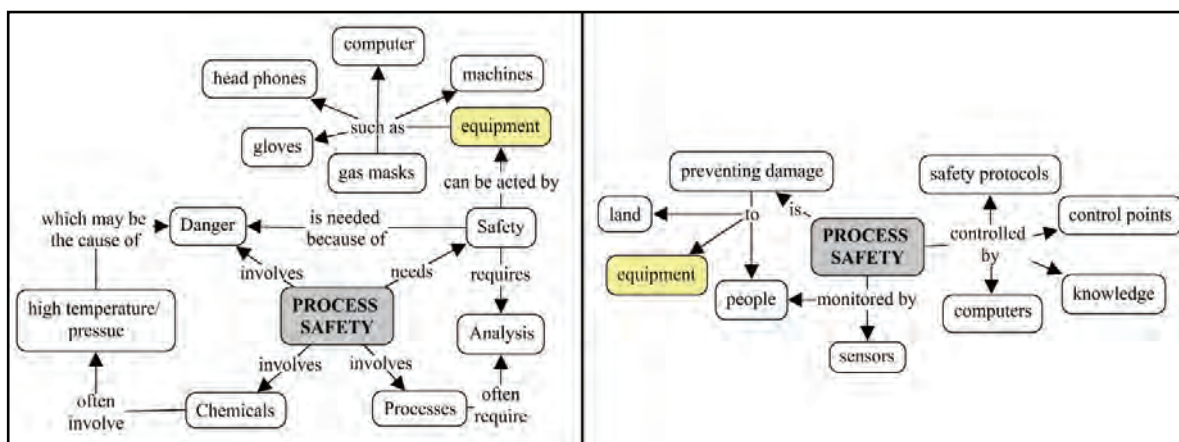 computer
head phones
machines
such as
equipment
gloves
gas masks
can be acted by
which may be
the cause of
Danger
is needed
because of
Safety
involves
needs
requires
high temperature/
pressue
PROCESS
SAFETY
Analysis
involves
involves
often
involve
Chemicals
Processes
often
require
preventing damage
safety protocols
land
to
is
control points
PROCESS
SAFETY
controlled
by
equipment
people
monitored by
computers
knowledge
sensors